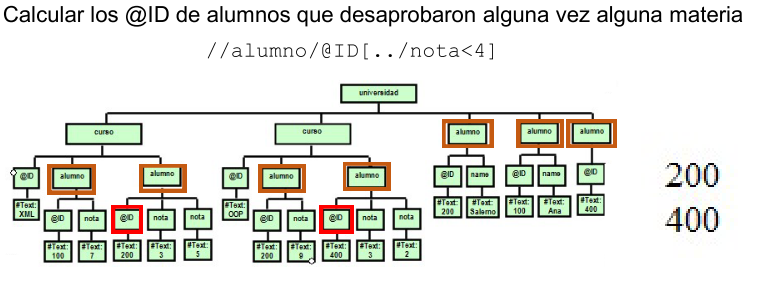 Calcular los @ID de alumnos que desaprobaron alguna vez alguna materia
//alumno/@ID[../nota<4]
universidad
curso curso alumno alumno alumno
@ID alumno alumno @ID alumno alumno @ID name @ID name @ID
#Text: XML @ID nota @ID nota nota #Text: OOP @ID nota @ID nota nota #Text: 200 #Text: Salerno #Text: 100 #Text: Ana #Text: 400
#Text: 100 #Text: 7 #Text: 200 #Text: 3 #Text: 5 #Text: 200 #Text: 9 #Text: 400 #Text: 3 #Text: 2
200
400